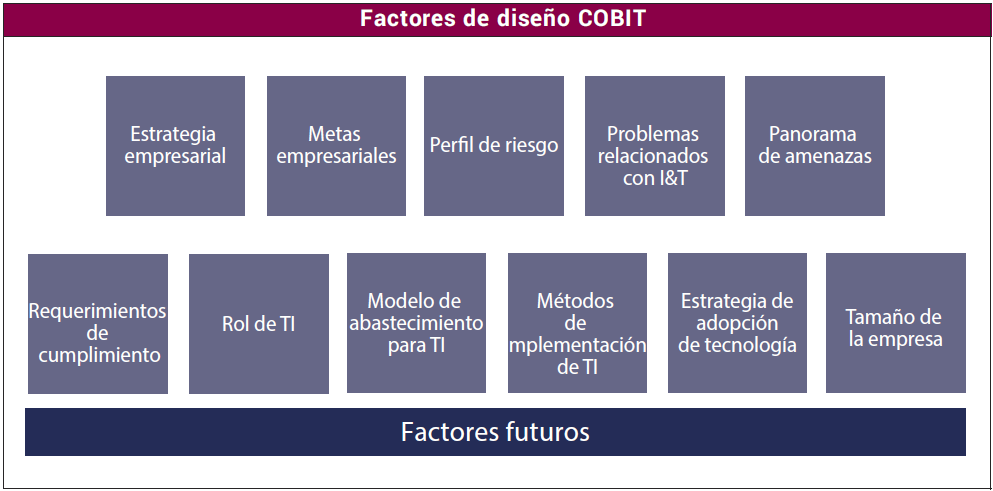 Factores de diseño COBIT
Estrategia
empresarial
Metas
empresariales
Perfil de riesgo
Problemas
relacionados
con I&T
Panorama
de amenazas
Requerimientos
de
cumplimiento
Rol de TI
Modelo de
abastecimiento
para TI
Métodos
de
mplementación
de TI
Estrategia de
adopción
de tecnología
Tamaño de
la empresa
Factores futuros